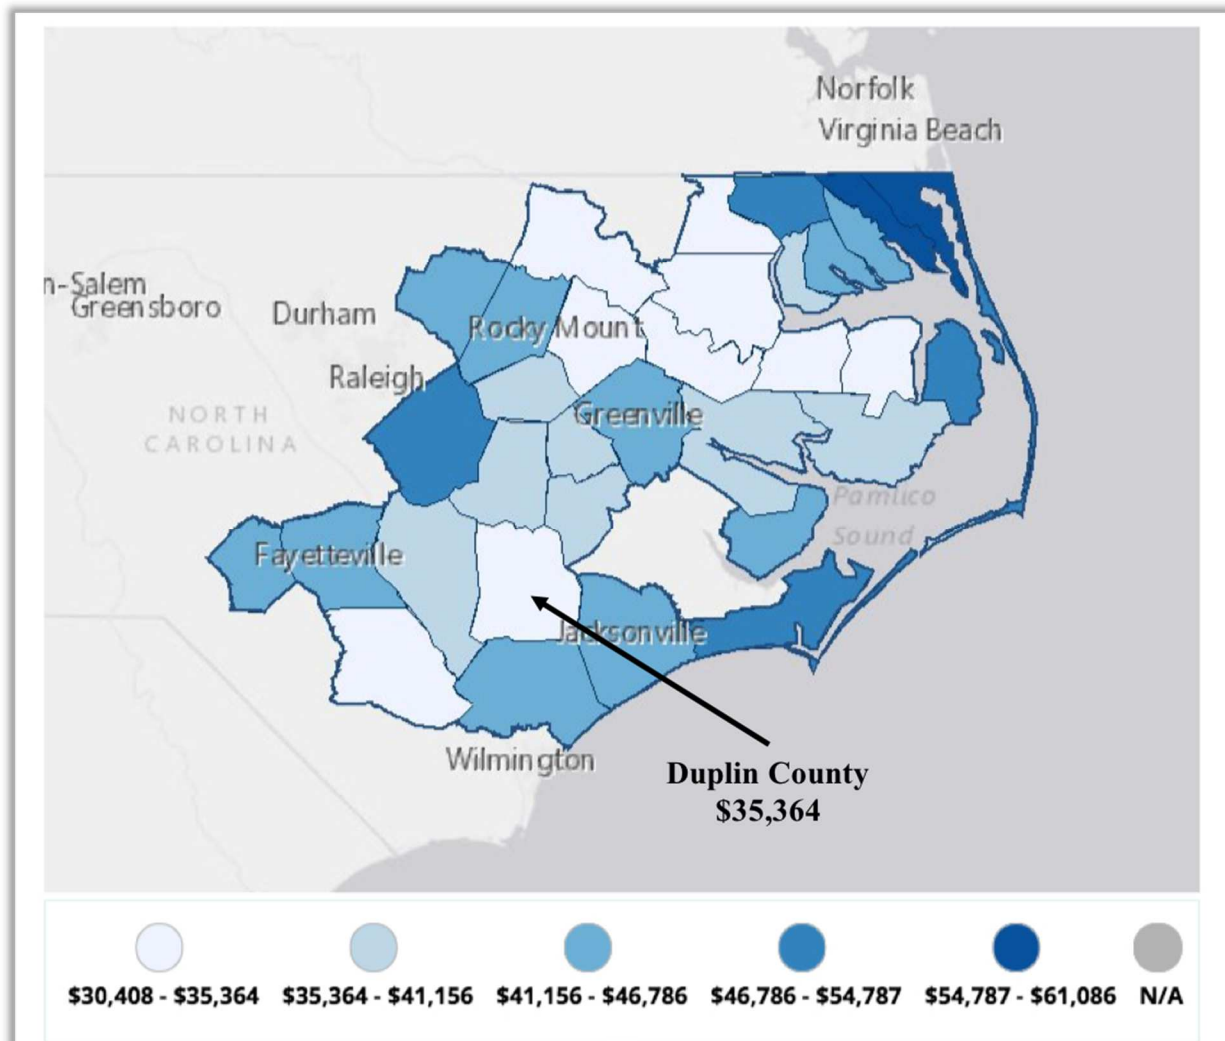 Norfolk
Virginia Beach
n-Salem
Greensboro
Durham
Rocky Mount
Raleigh
NORTH
CAROLINA
Greenville
Pamlico
Sound
Fayetteville
Jacksonville
Wilmington
Duplin County
$35,364
$30,408 - $35,364
$35,364 - $41,156
$41,156 - $46,786
$46,786 - $54,787
$54,787 - $61,086
N/A